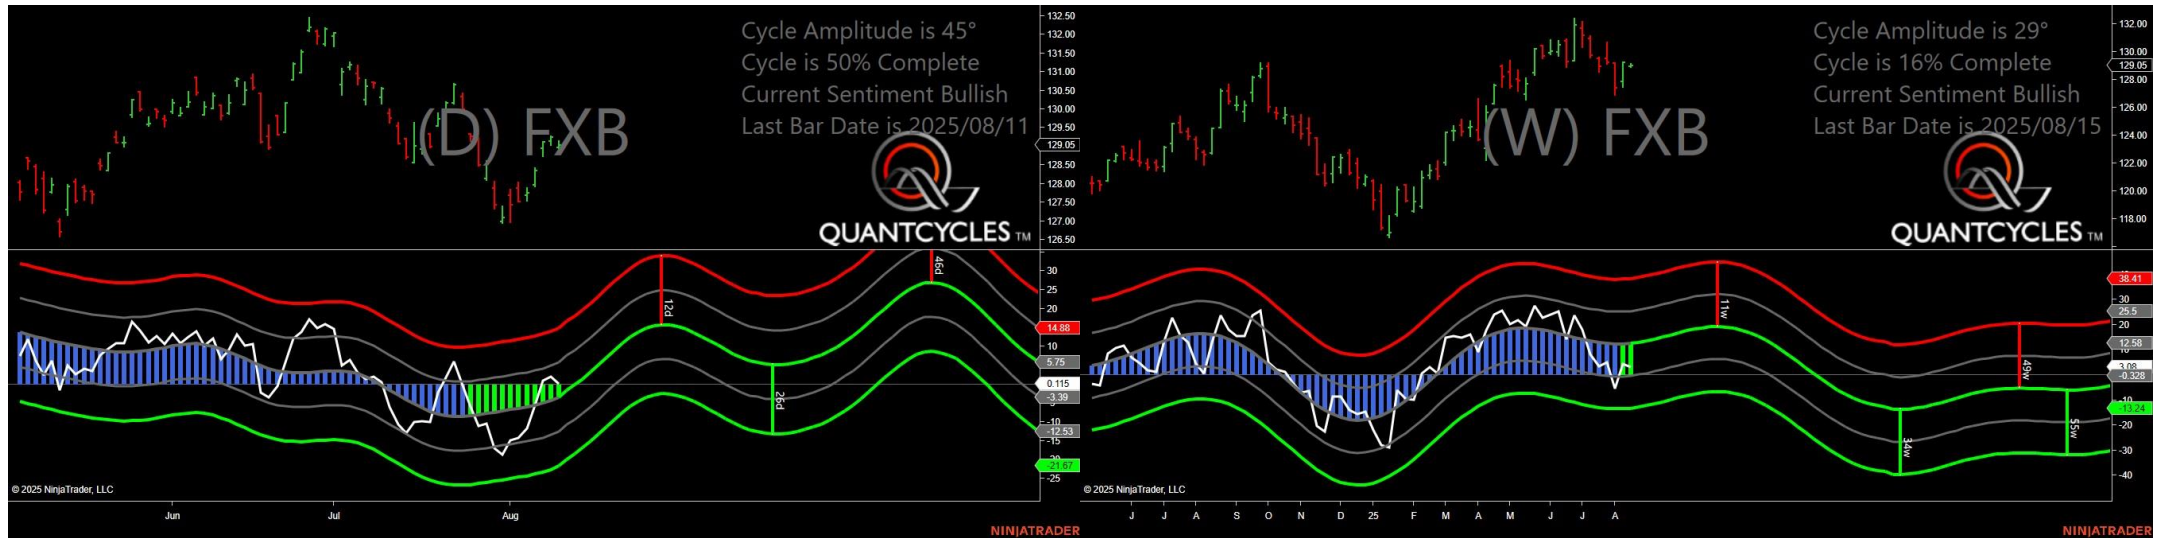 Cycle Amplitude is 45°
Cycle is 50% Complete
Current Sentiment Bullish
Last Bar Date is 2025/08/11
(D) FXB
QUANTCYCLES TM
132.50
132.00
131.50
131.00
130.50
130.00
129.50
129.05
128.50
128.00
127.50
127.00
126.50
12d
26d
46d
30
25
20
14.88
10
5.75
0.115
-3.39
-10
-12.53
-15
-21.67
-25
© 2025 NinjaTrader, LLC
Jun
Jul
Aug
NINJATRADER
Cycle Amplitude is 29°
Cycle is 16% Complete
Current Sentiment Bullish
Last Bar Date is 2025/08/15
(W) FXB
QUANTCYCLES TM
132.00
130.00
129.05
128.00
126.00
124.00
122.00
120.00
118.00
11w
34w
49w
55w
38.41
30
25.5
20
12.58
3.08
-0.328
-13.24
-20
-30
-40
© 2025 NinjaTrader, LLC
J J A S O N D 25 F M A M J J A
NINJATRADER